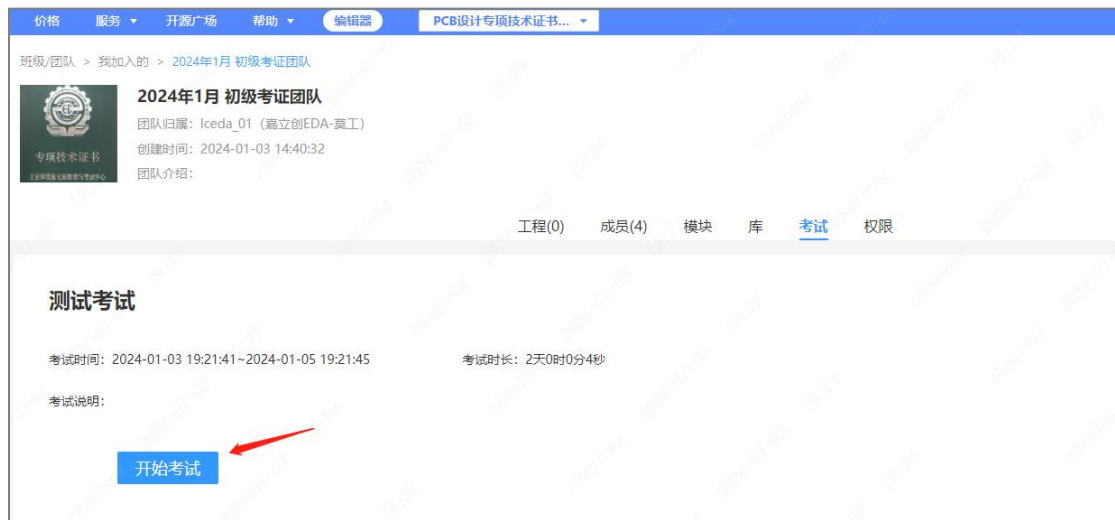 价格 服务 开源广场 帮助 编辑器 PCB设计专项技术证书...
班级/团队 > 我加入的 > 2024年1月 初级考证团队
2024年1月 初级考证团队
团队归属：lceda_01（嘉立创EDA-莫工）
创建时间：2024-01-03 14:40:32
团队介绍：
专项技术证书
工程(0) 成员(4) 模块 库 考试 权限
测试考试
考试时间：2024-01-03 19:21:41~2024-01-05 19:21:45 考试时长：2天0时0分4秒
考试说明：
开始考试